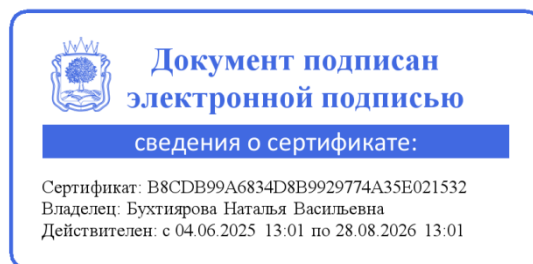 Документ подписан
электронной подписью
сведения о сертификате:
Сертификат: B8CDB99A6834D8B9929774A35E021532
Владелец: Бухтиярова Наталья Васильевна
Действителен: с 04.06.2025 13:01 по 28.08.2026 13:01